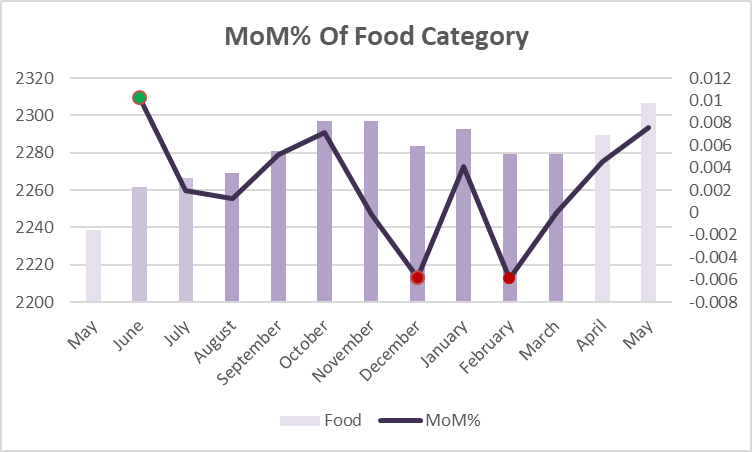 MoM% Of Food Category
2320
2300
2280
2260
2240
2220
2200
0.012
0.01
0.008
0.006
0.004
0.002
0
-0.002
-0.004
-0.006
-0.008
May
June
July
August
September
October
November
December
January
February
March
April
May
Food
MoM%